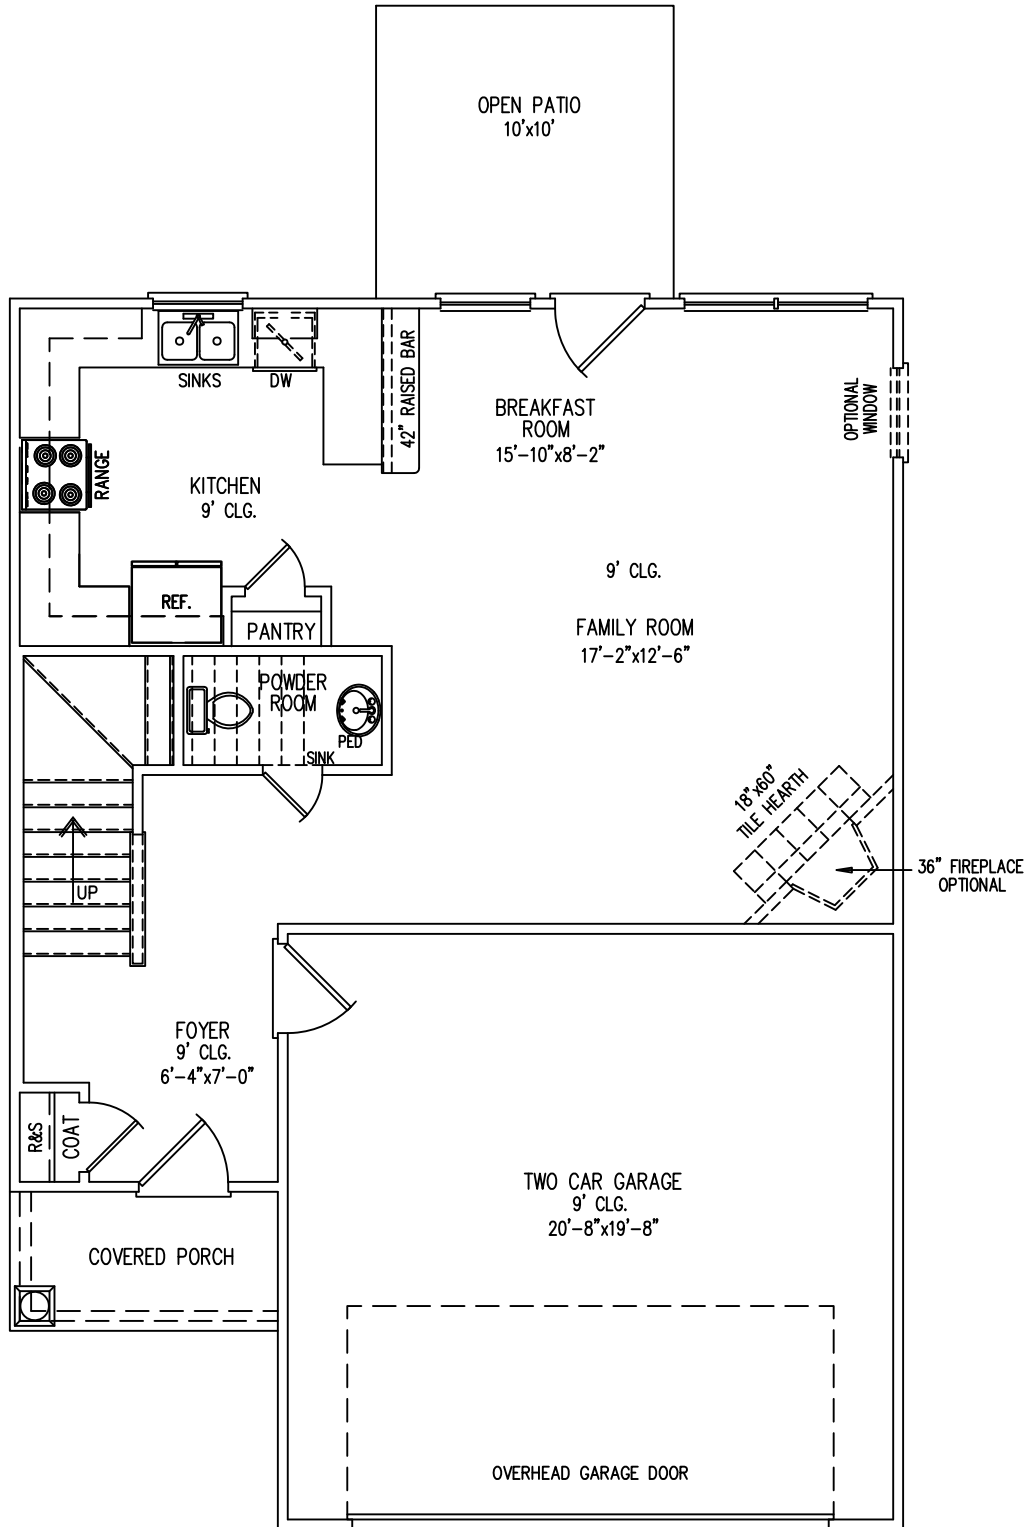 OPEN PATIO
10'x10'
SINKS
DW
42" RAISED BAR
BREAKFAST
ROOM
15'-10"x8'-2"
OPTIONAL
WINDOW
RANGE
KITCHEN
9' CLG.
9' CLG.
REF.
PANTRY
FAMILY ROOM
17'-2"x12'-6"
POWDER
ROOM
PED
SINK
18"x60"
TILE HEARTH
36" FIREPLACE
OPTIONAL
UP
FOYER
9' CLG.
6'-4"x7'-0"
R&S
COAT
TWO CAR GARAGE
9' CLG.
20'-8"x19'-8"
COVERED PORCH
OVERHEAD GARAGE DOOR